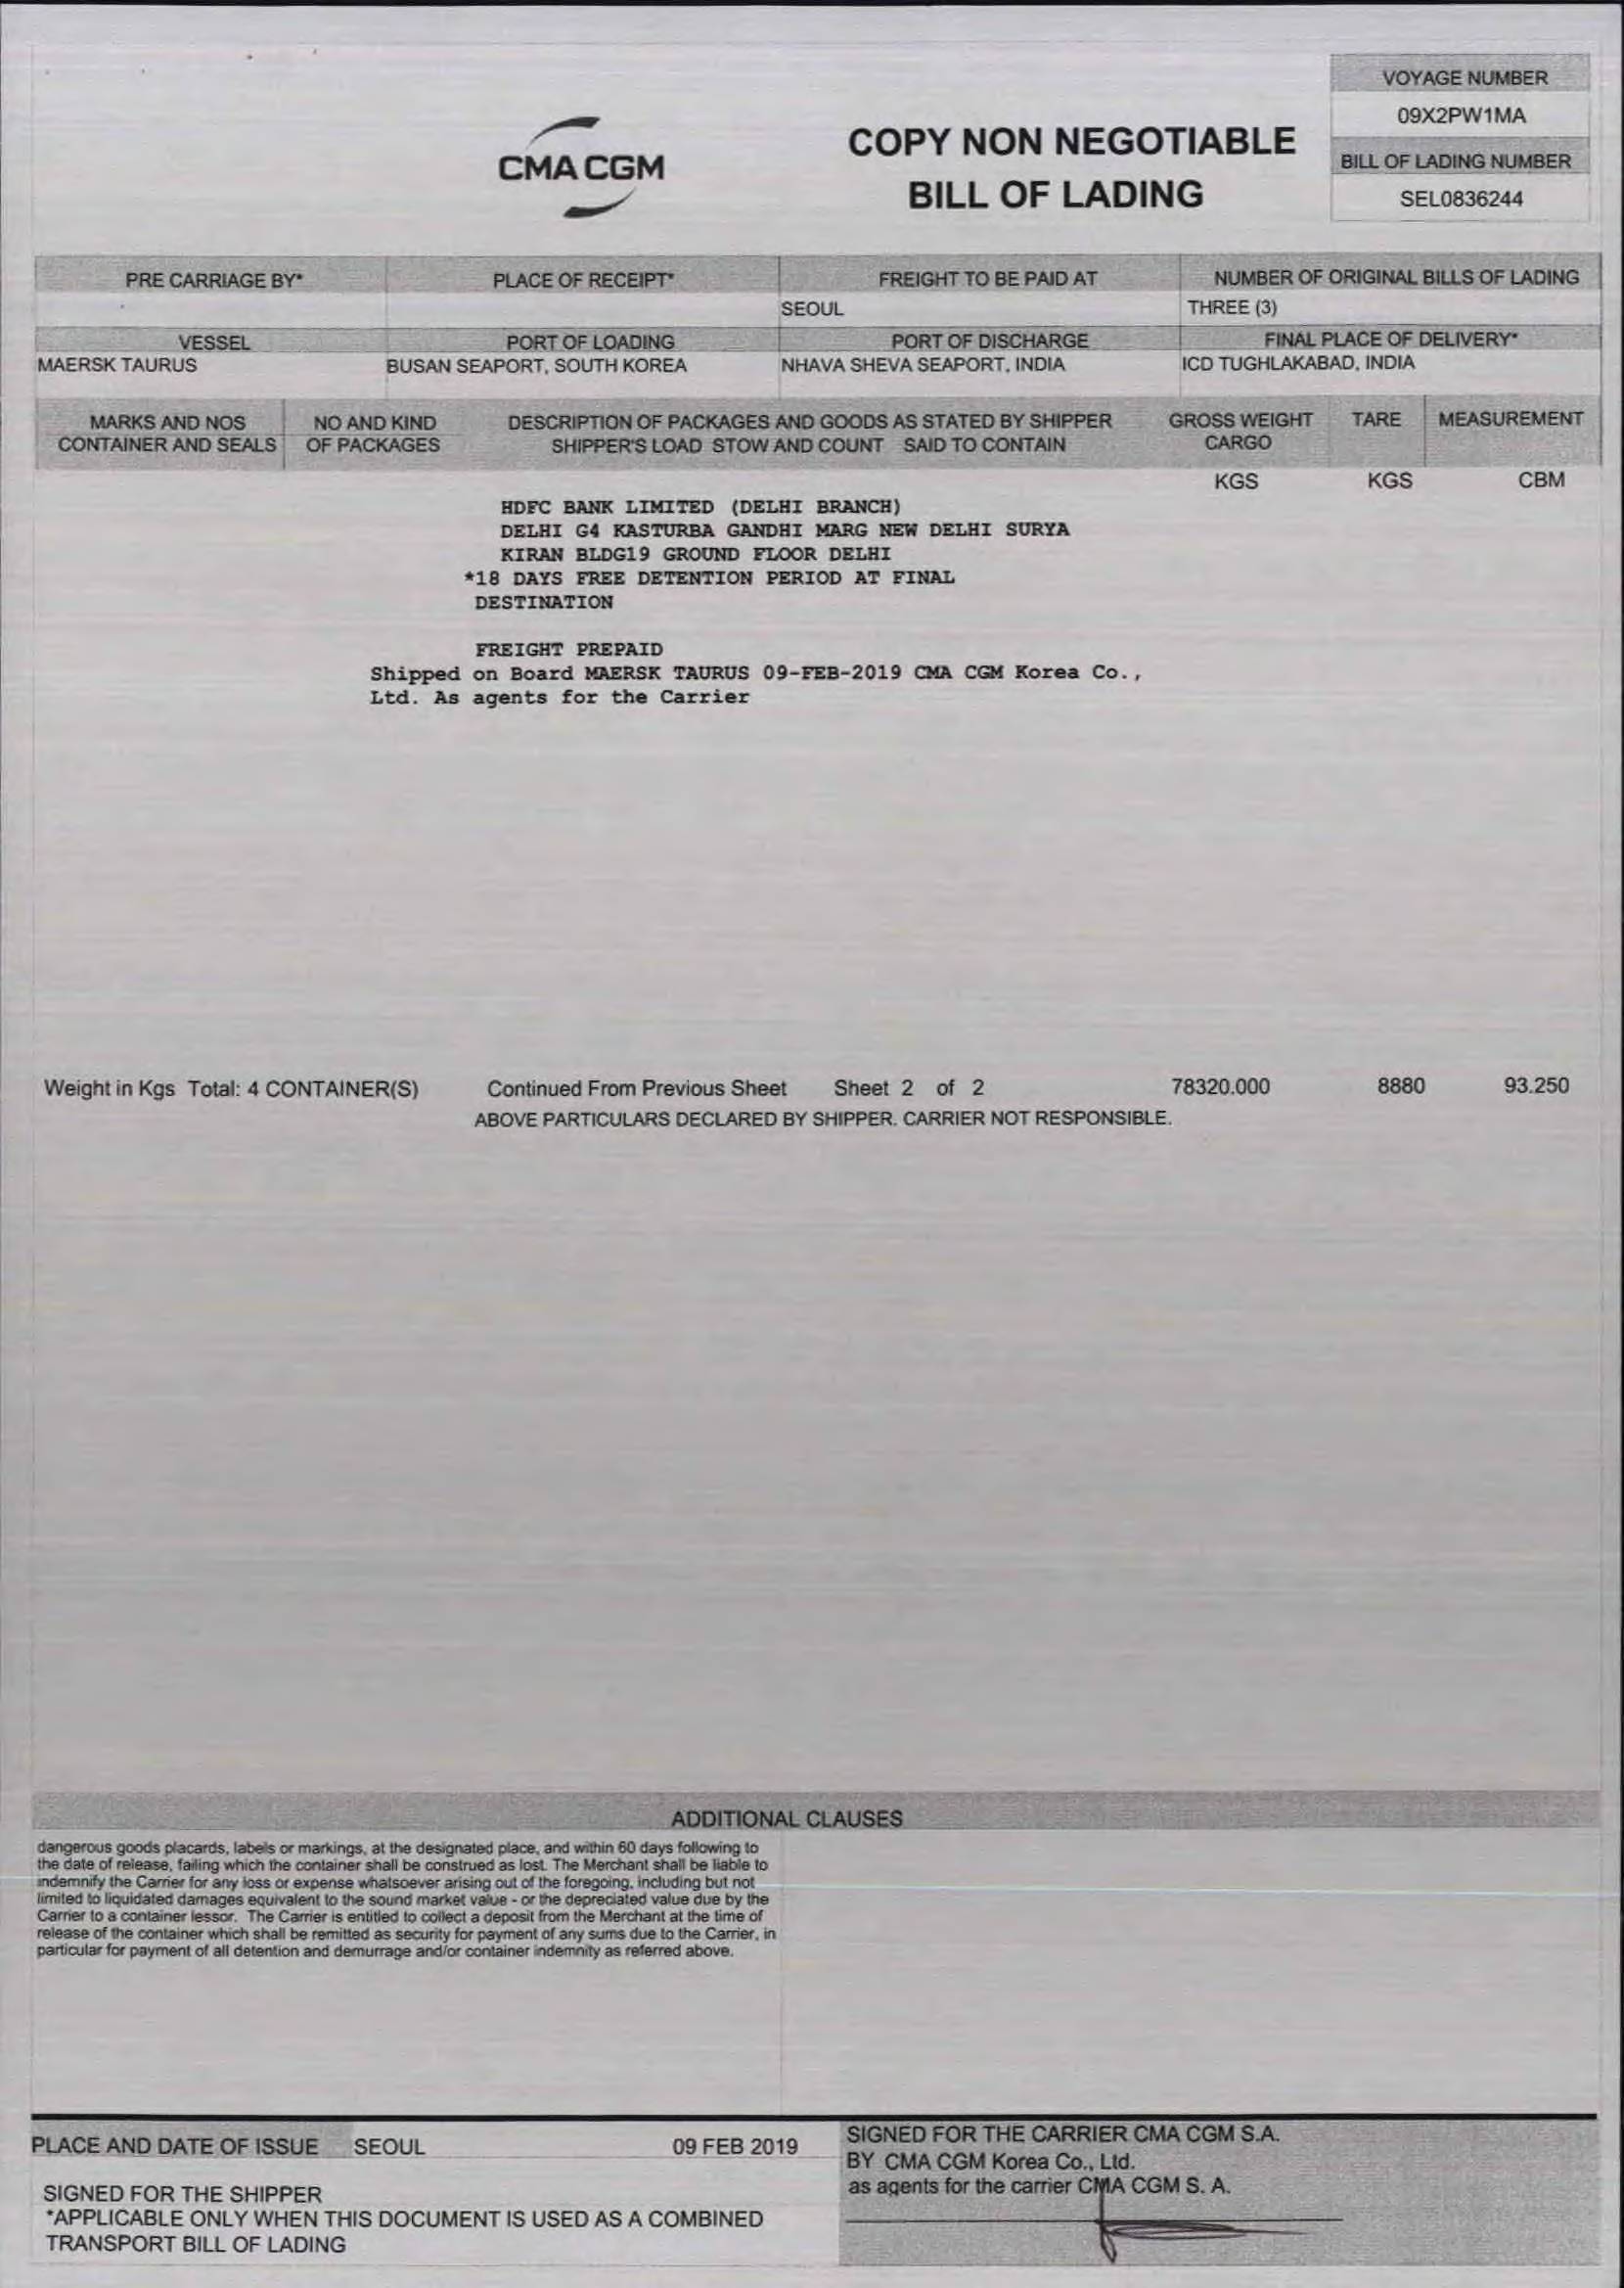 VOYAGE NUMBER
09X2PW1MA
CMA CGM
COPY NON NEGOTIABLE
BILL OF LADING
BILL OF LADING NUMBER
SEL0836244
PRE CARRIAGE BY* PLACE OF RECEIPT* FREIGHT TO BE PAID AT NUMBER OF ORIGINAL BILLS OF LADING
SEOUL THREE (3)
VESSEL PORT OF LOADING PORT OF DISCHARGE FINAL PLACE OF DELIVERY*
MAERSK TAURUS BUSAN SEAPORT, SOUTH KOREA NHAVA SHEVA SEAPORT, INDIA ICD TUGHLAKABAD, INDIA
MARKS AND NOS NO AND KIND DESCRIPTION OF PACKAGES AND GOODS AS STATED BY SHIPPER GROSS WEIGHT TARE MEASUREMENT
CONTAINER AND SEALS OF PACKAGES SHIPPER'S LOAD STOW AND COUNT SAID TO CONTAIN CARGO
KGS KGS CBM
HDFC BANK LIMITED (DELHI BRANCH)
DELHI G4 KASTURBA GANDHI MARG NEW DELHI SURYA
KIRAN BLDG19 GROUND FLOOR DELHI
*18 DAYS FREE DETENTION PERIOD AT FINAL
DESTINATION
FREIGHT PREPAID
Shipped on Board MAERSK TAURUS 09-FEB-2019 CMA CGM Korea Co.,
Ltd. As agents for the Carrier
Weight in Kgs Total: 4 CONTAINER(S) Continued From Previous Sheet Sheet 2 of 2 78320.000 8880 93.250
ABOVE PARTICULARS DECLARED BY SHIPPER. CARRIER NOT RESPONSIBLE.
ADDITIONAL CLAUSES
dangerous goods placards, labels or markings, at the designated place, and within 60 days following to
the date of release, failing which the container shall be construed as lost. The Merchant shall be liable to
indemnify the Carrier for any loss or expense whatsoever arising out of the foregoing, including but not
limited to liquidated damages equivalent to the sound market value - or the depreciated value due by the
Carrier to a container lessor. The Carrier is entitled to collect a deposit from the Merchant at the time of
release of the container which shall be remitted as security for payment of any sums due to the Carrier, in
particular for payment of all detention and demurrage and/or container indemnity as referred above.
PLACE AND DATE OF ISSUE SEOUL 09 FEB 2019
SIGNED FOR THE CARRIER CMA CGM S.A.
BY CMA CGM Korea Co., Ltd.
as agents for the carrier CMA CGM S. A.
SIGNED FOR THE SHIPPER
*APPLICABLE ONLY WHEN THIS DOCUMENT IS USED AS A COMBINED
TRANSPORT BILL OF LADING